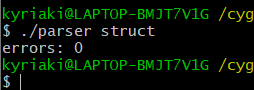 kyriaki@LAPTOP-BMJT7V1G /cyg
$ ./parser struct
errors: 0
kyriaki@LAPTOP-BMJT7V1G /cyg
$